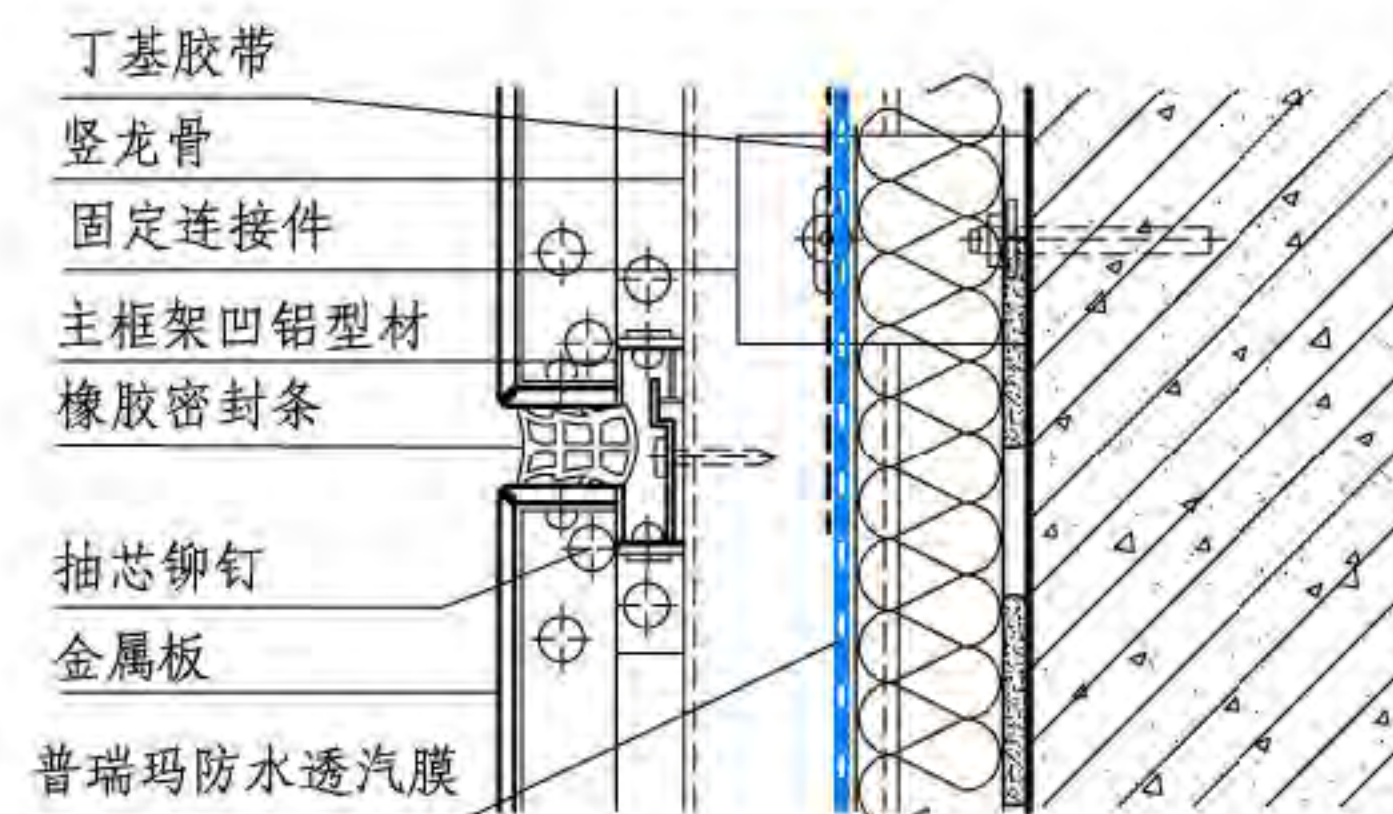 丁基胶带
竖龙骨
固定连接件
主框架凹铝型材
橡胶密封条
抽芯铆钉
金属板
普瑞玛防水透汽膜